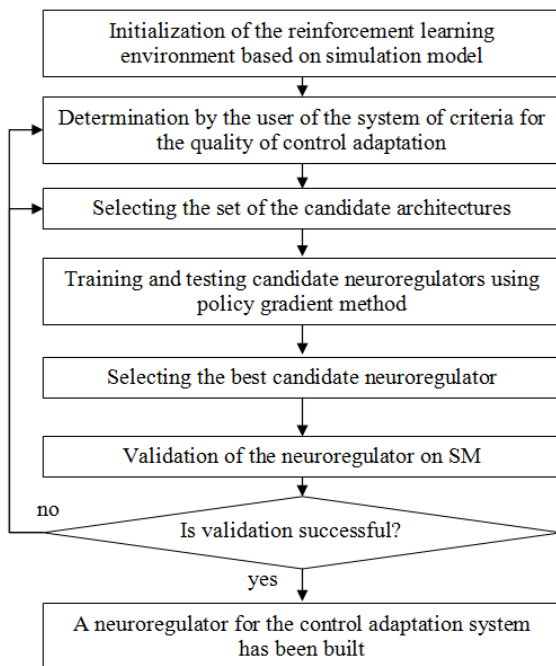 Initialization of the reinforcement learning
environment based on simulation model
Determination by the user of the system of criteria for
the quality of control adaptation
Selecting the set of the candidate architectures
Training and testing candidate neuroregulators using
policy gradient method
Selecting the best candidate neuroregulator
Validation of the neuroregulator on SM
no
Is validation successful?
yes
A neuroregulator for the control adaptation system
has been built